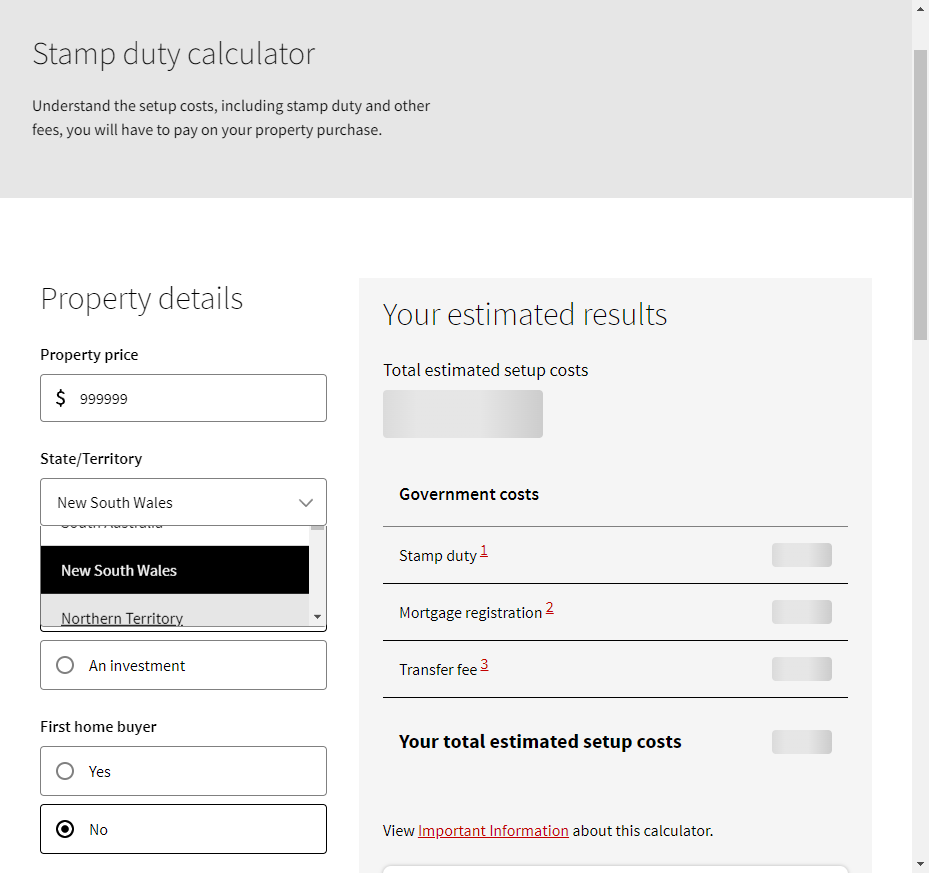 Stamp duty calculator
Understand the setup costs, including stamp duty and other
fees, you will have to pay on your property purchase.
Property details
Property price
$ 999999
State/Territory
New South Wales
South Australia
New South Wales
Northern Territory
An investment
First home buyer
Yes
No
Your estimated results
Total estimated setup costs
Government costs
Stamp duty 1
Mortgage registration 2
Transfer fee 3
Your total estimated setup costs
View Important Information about this calculator.